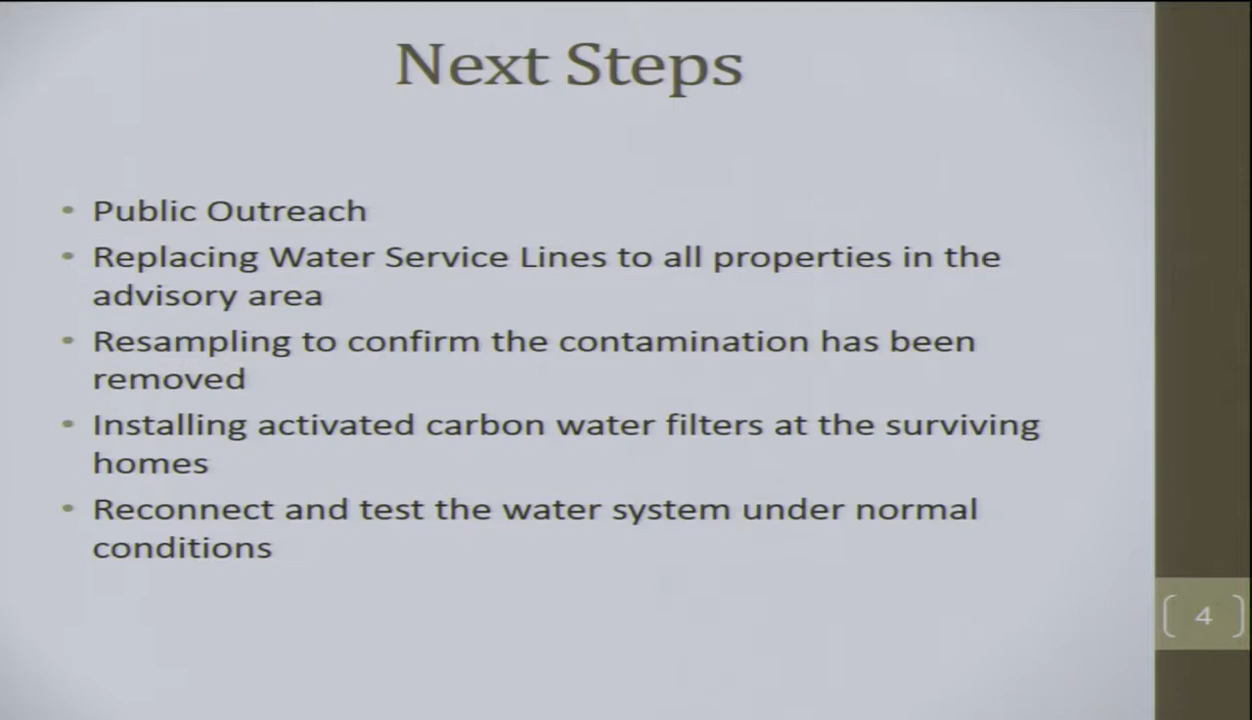 Next Steps
• Public Outreach
• Replacing Water Service Lines to all properties in the
advisory area
• Resampling to confirm the contamination has been
removed
• Installing activated carbon water filters at the surviving
homes
• Reconnect and test the water system under normal
conditions
[ 4 ]